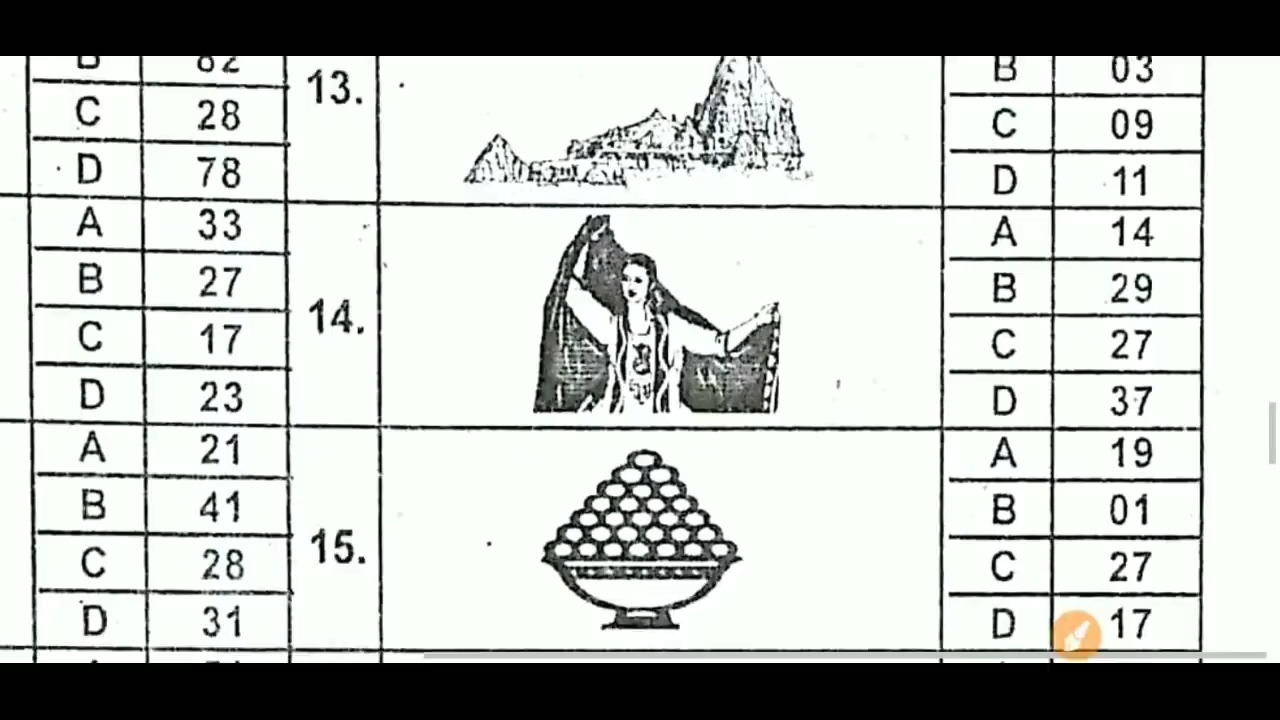 B 82 13. B 03
C 28 C 09
D 78 D 11
A 33 A 14
B 27 14. B 29
C 17 C 27
D 23 D 37
A 21 A 19
B 41 B 01
C 28 15. C 27
D 31 D 17